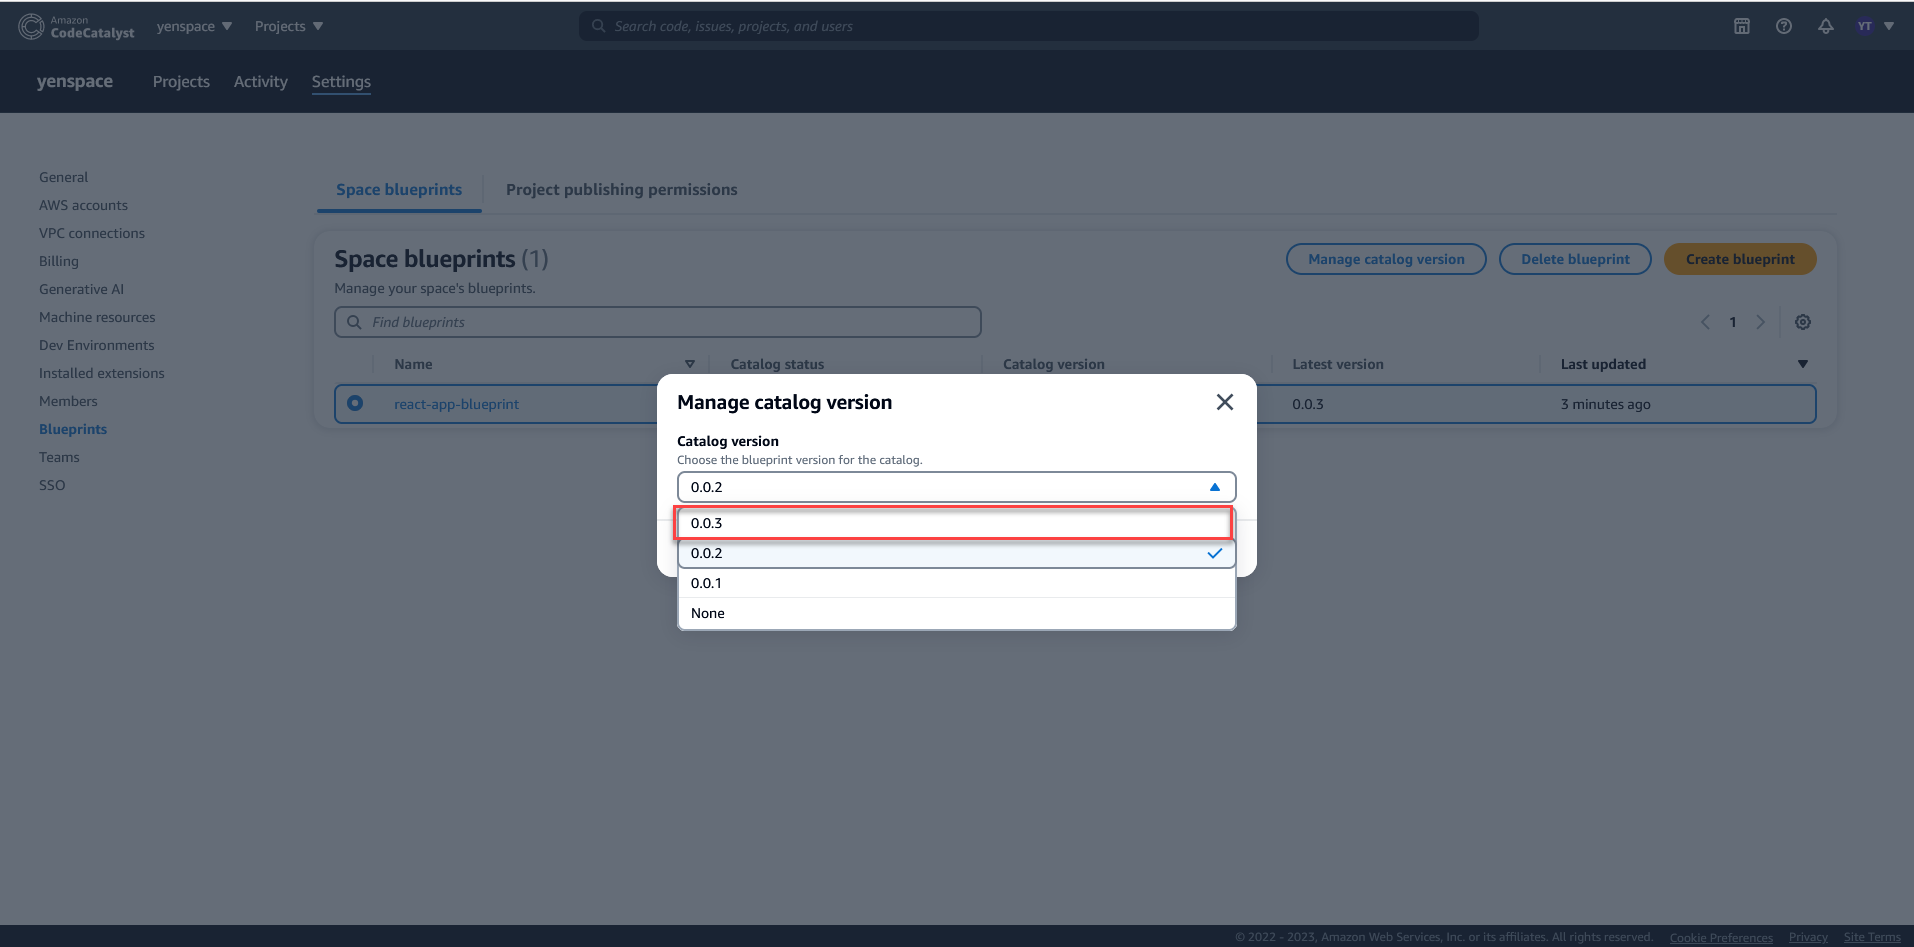 Amazon
CodeCatalyst
yenspace
Projects
Search code, issues, projects, and users
YT
yenspace
Projects
Activity
Settings
General
AWS accounts
VPC connections
Billing
Generative AI
Machine resources
Dev Environments
Installed extensions
Members
Blueprints
Teams
SSO
Space blueprints
Project publishing permissions
Space blueprints (1)
Manage your space's blueprints.
Manage catalog version
Delete blueprint
Create blueprint
Find blueprints
1
Name
Catalog status
Catalog version
Latest version
Last updated
react-app-blueprint
0.0.3
3 minutes ago
Manage catalog version
Catalog version
Choose the blueprint version for the catalog.
0.0.2
0.0.3
0.0.2
0.0.1
None
© 2022 - 2023, Amazon Web Services, Inc. or its affiliates. All rights reserved.
Cookie Preferences
Privacy
Site Terms